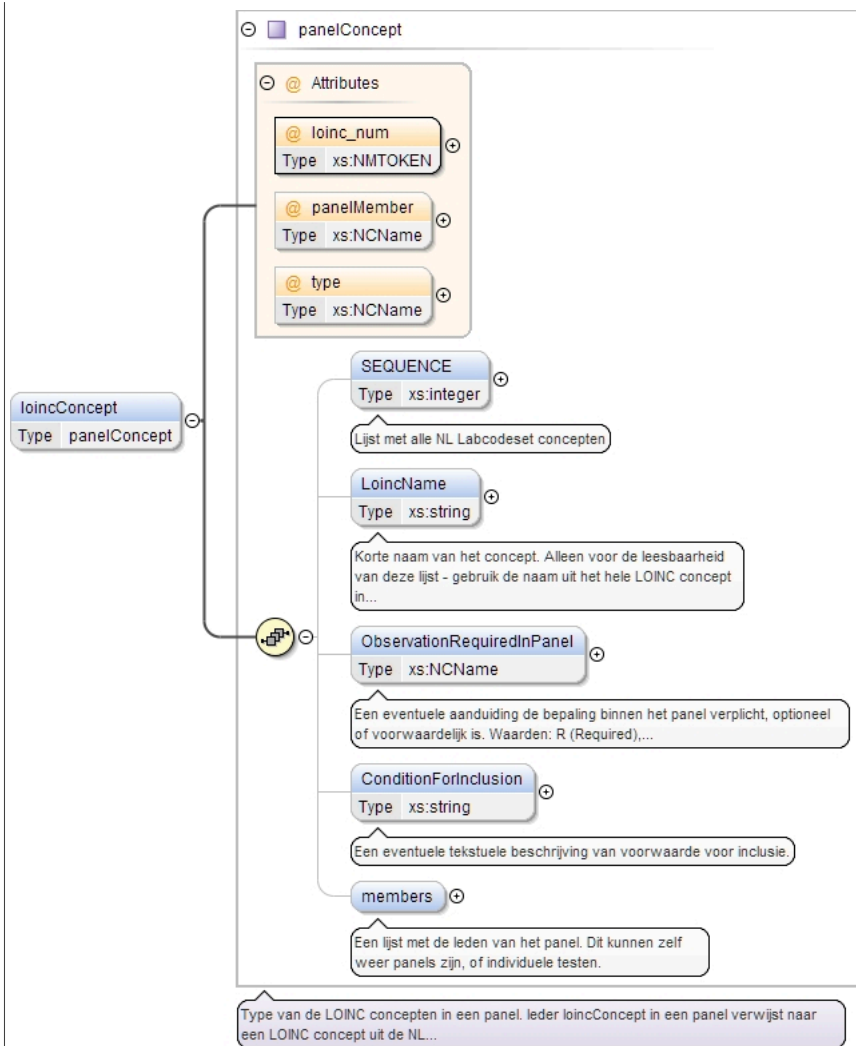 panelConcept
@ Attributes
@ loinc_num
Type xs:NMTOKEN
@ panelMember
Type xs:NCName
@ type
Type xs:NCName
loincConcept
Type panelConcept
SEQUENCE
Type xs:integer
Lijst met alle NL Labcodeset concepten
LoincName
Type xs:string
Korte naam van het concept. Alleen voor de leesbaarheid
van deze lijst - gebruik de naam uit het hele LOINC concept
in...
ObservationRequiredInPanel
Type xs:NCName
Een eventuele aanduiding de bepaling binnen het panel verplicht, optioneel
of voorwaardelijk is. Waarden: R (Required),...
ConditionForInclusion
Type xs:string
Een eventuele tekstuele beschrijving van voorwaarde voor inclusie.
members
Een lijst met de leden van het panel. Dit kunnen zelf
weer panels zijn, of individuele testen.
Type van de LOINC concepten in een panel. Ieder loincConcept in een panel verwijst naar
een LOINC concept uit de NL...